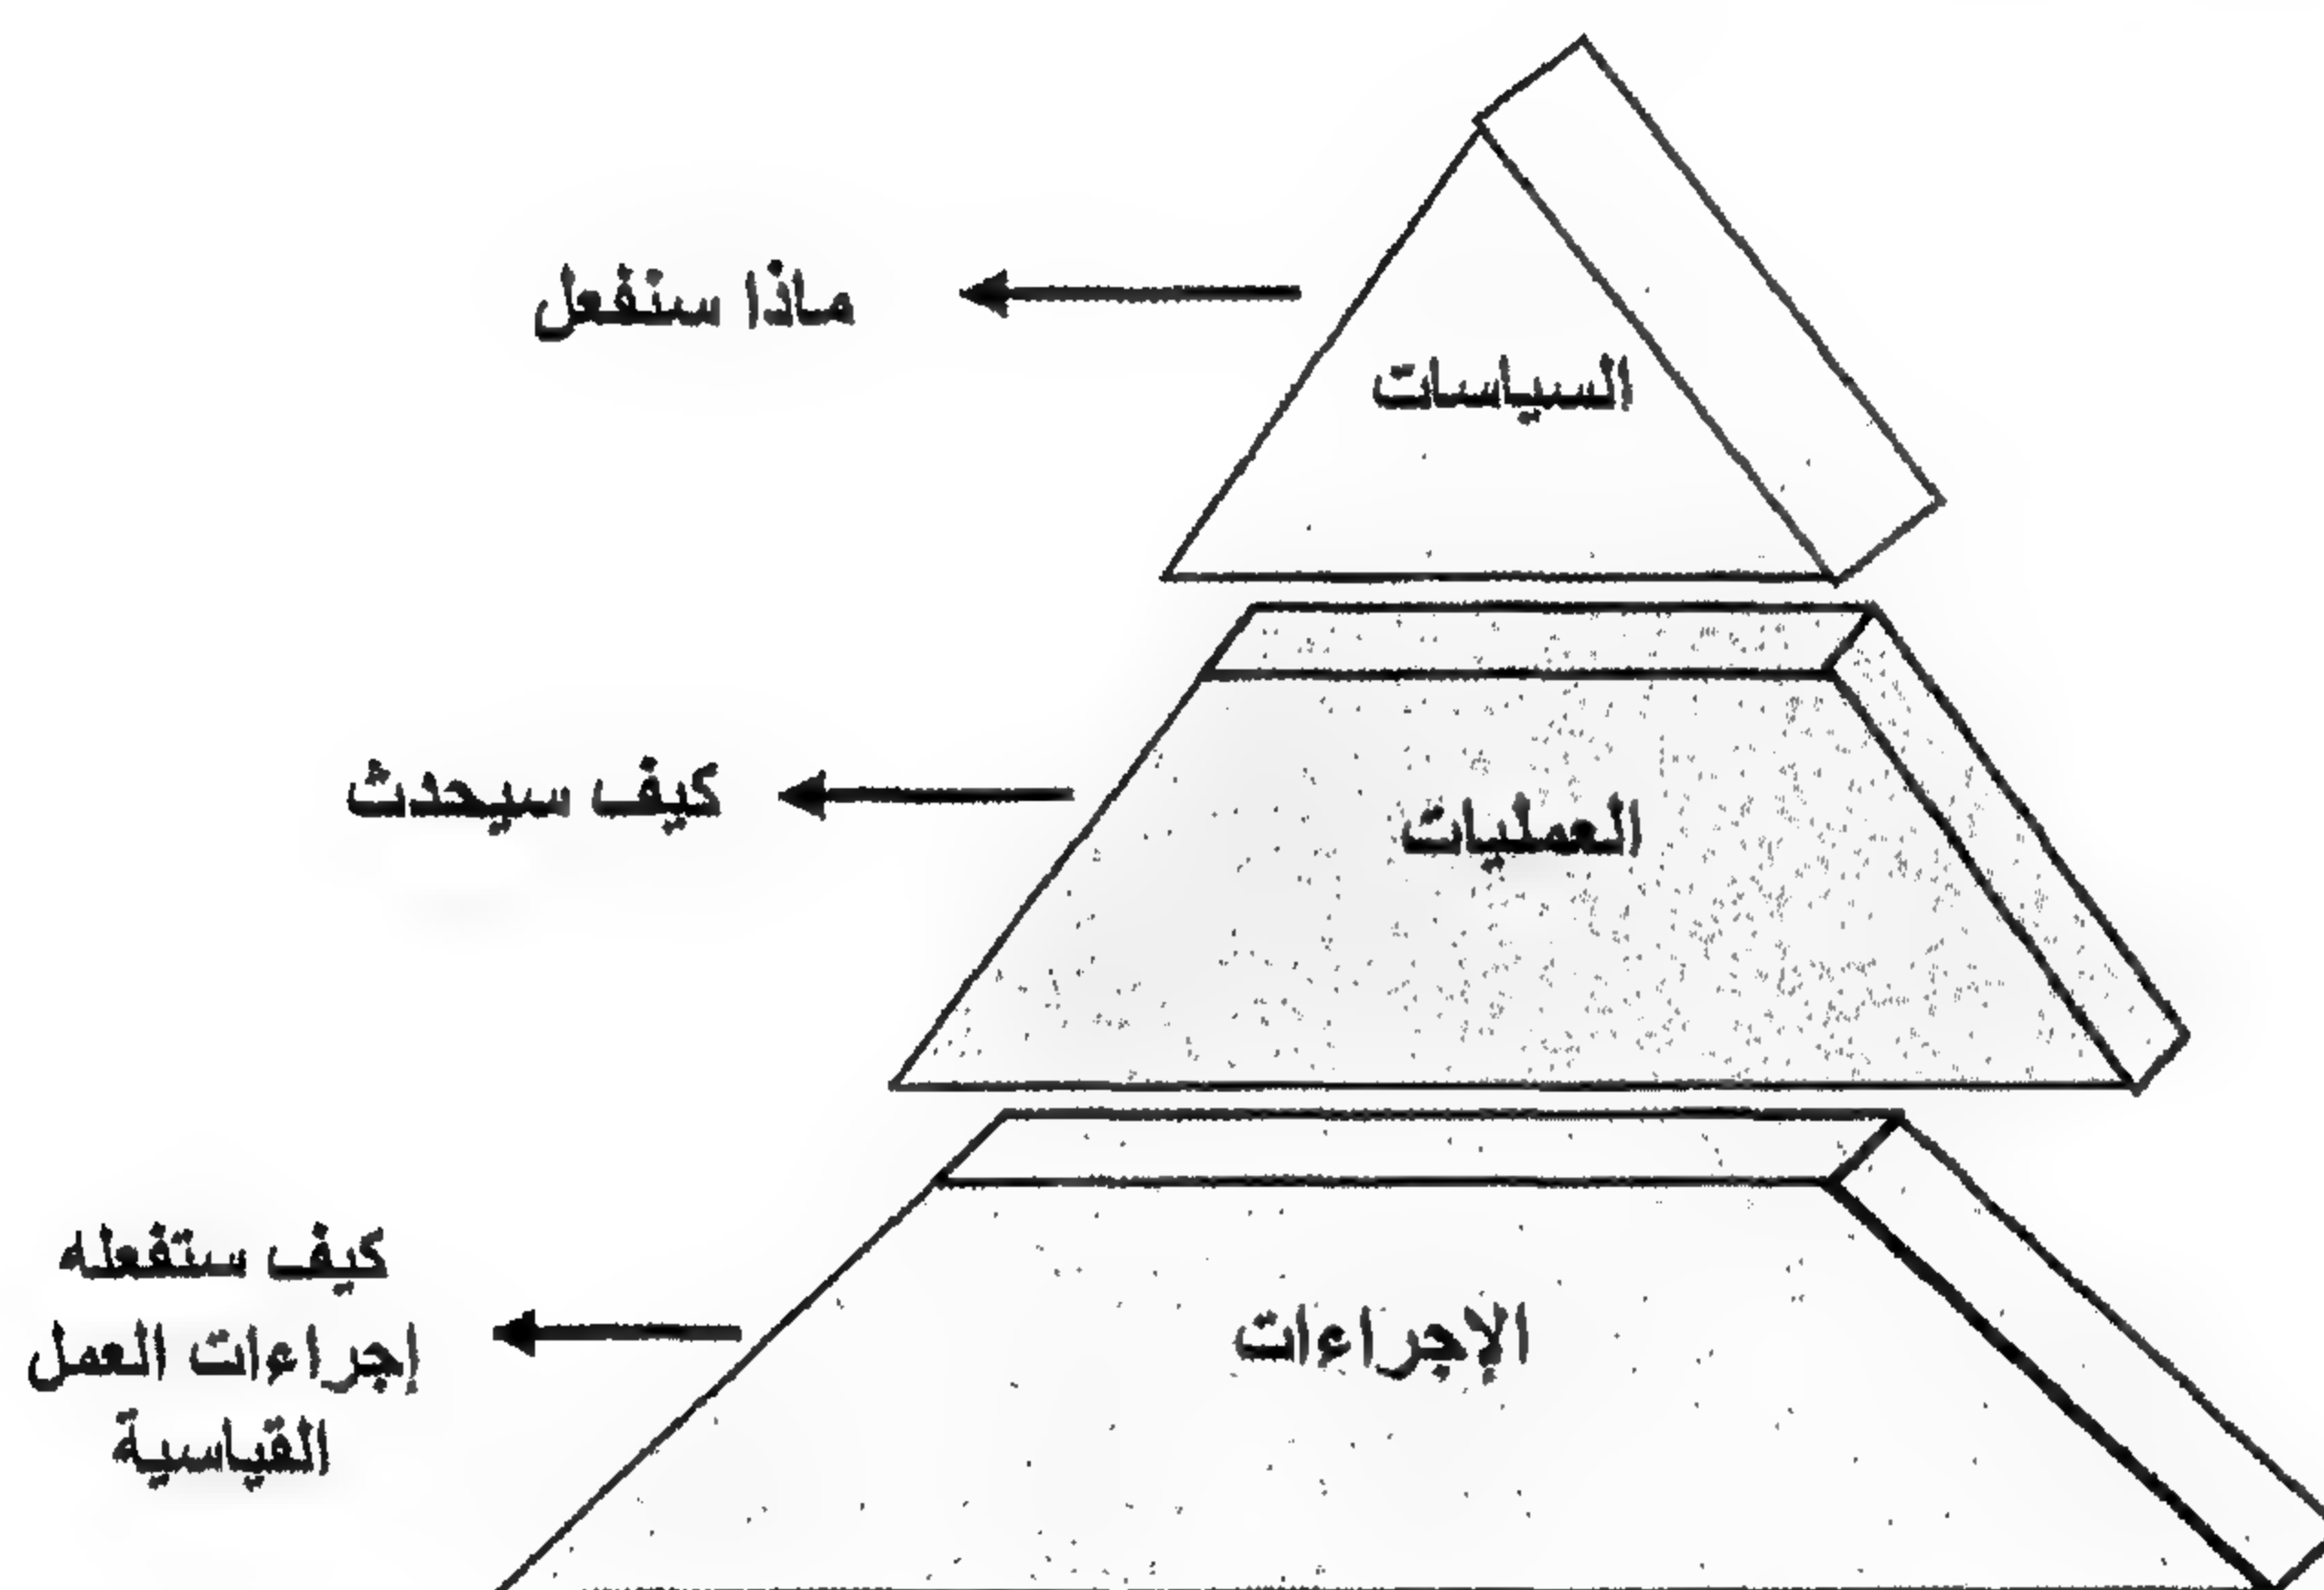 ماذا سنفعل
السياسات
كيف سيحدث
العمليات
كيف ستفعله
إجراءات العمل
القياسية
الإجراءات